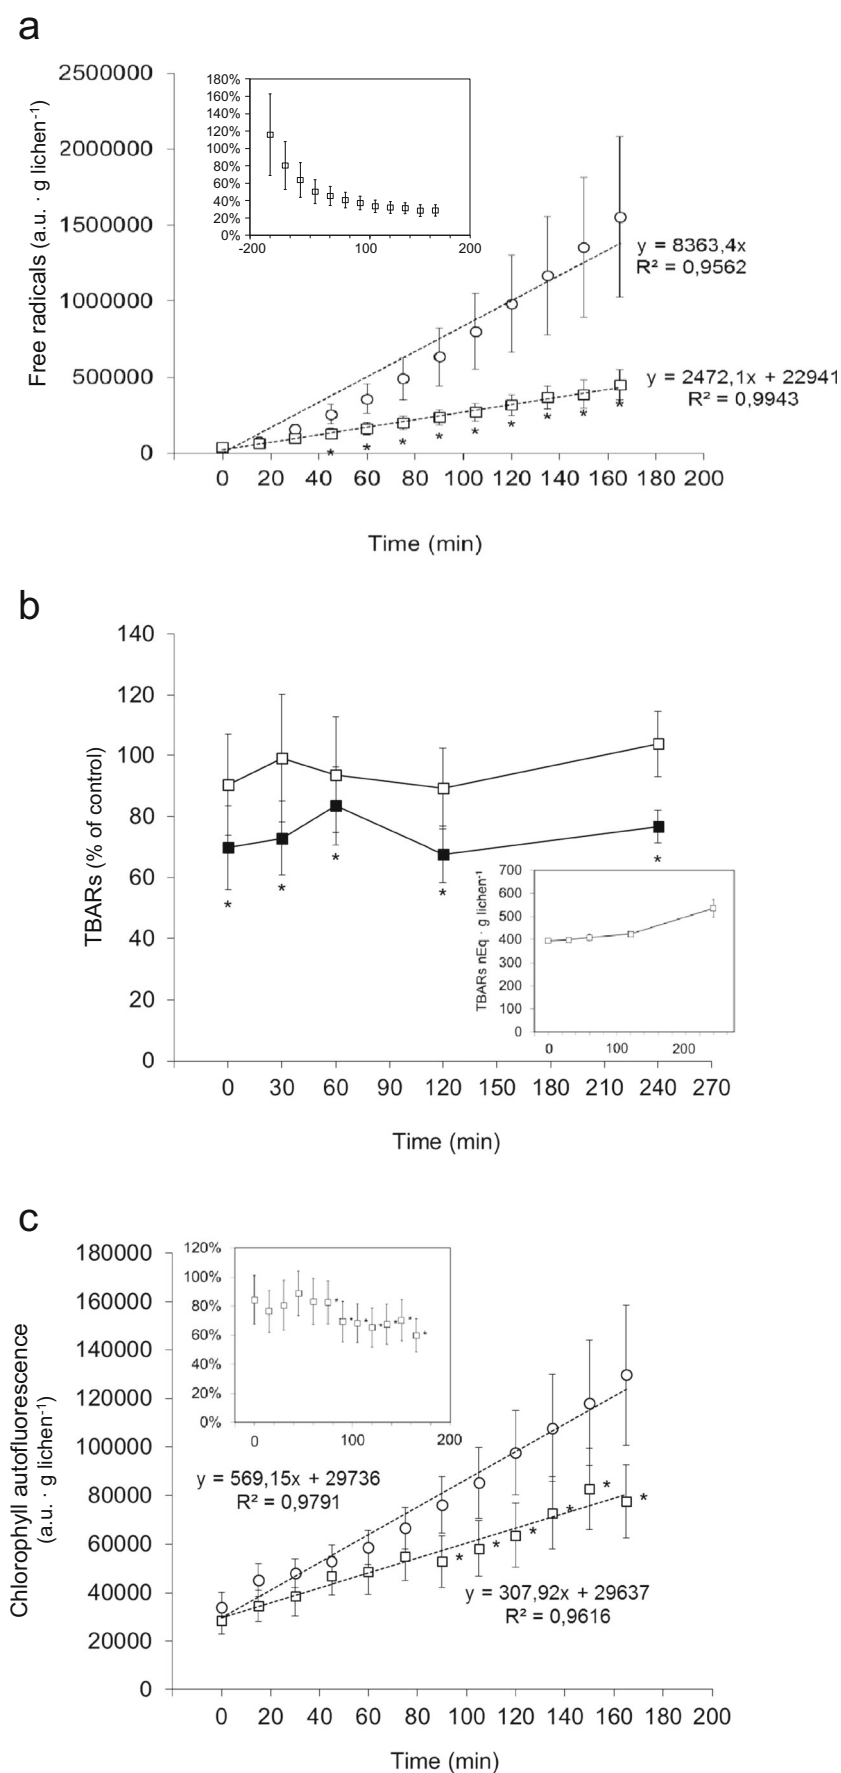 a
Free radicals (a.u. · g lichen⁻¹)
2500000
2000000
1500000
1000000
500000
0
180%
160%
140%
120%
100%
80%
60%
40%
20%
0%
-200 100 200
y = 8363,4x
R² = 0,9562
y = 2472,1x + 22941
R² = 0,9943
* * * * * * * * *
0 20 40 60 80 100 120 140 160 180 200
Time (min)
b
TBARs (% of control)
140
120
100
80
60
40
20
0
* * * * *
TBARs nEq · g lichen⁻¹
700
600
500
400
300
200
100
0
0 100 200
0 30 60 90 120 150 180 210 240 270
Time (min)
c
Chlorophyll autofluorescence
(a.u. · g lichen⁻¹)
180000
160000
140000
120000
100000
80000
60000
40000
20000
0
120%
100%
80%
60%
40%
20%
0%
* * * * * * *
0 100 200
y = 569,15x + 29736
R² = 0,9791
* * * * * *
y = 307,92x + 29637
R² = 0,9616
0 20 40 60 80 100 120 140 160 180 200
Time (min)